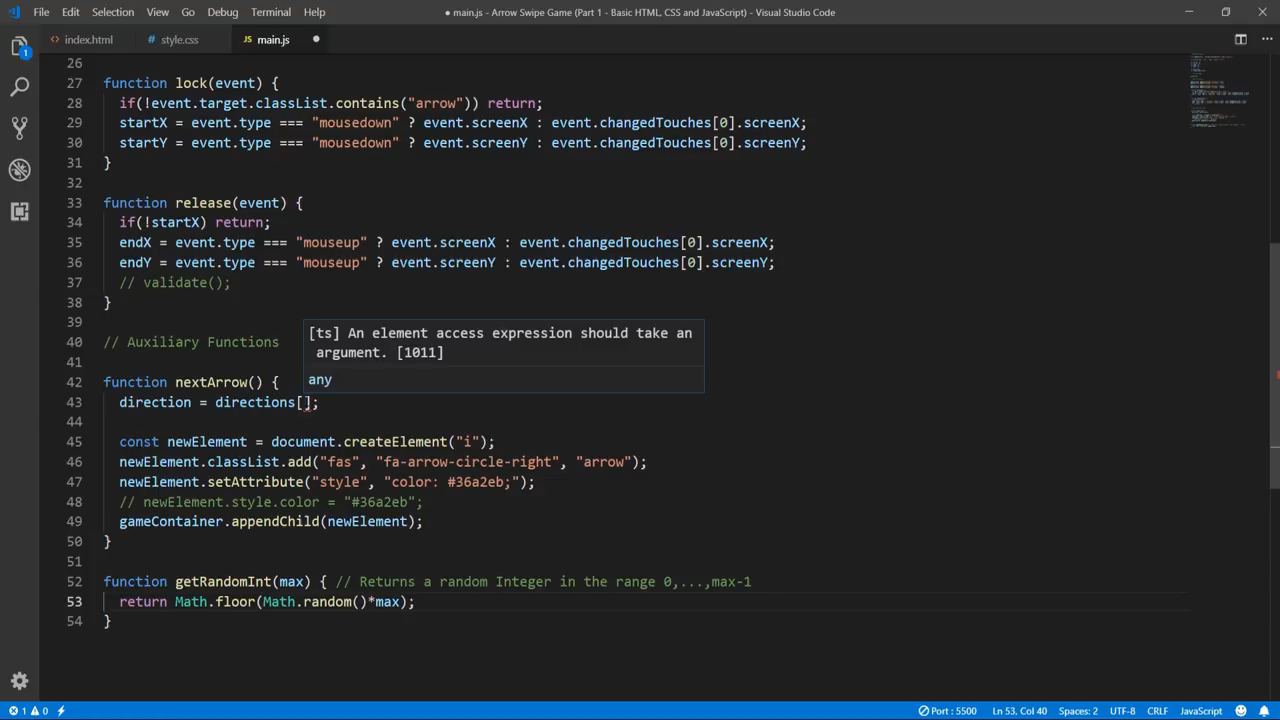 File Edit Selection View Go Debug Terminal Help
● main.js - Arrow Swipe Game (Part 1 - Basic HTML, CSS and JavaScript) - Visual Studio Code
index.html
style.css
JS main.js
1
26
27 function lock(event) {
28 if(!event.target.classList.contains("arrow")) return;
29 startX = event.type === "mousedown" ? event.screenX : event.changedTouches[0].screenX;
30 startY = event.type === "mousedown" ? event.screenY : event.changedTouches[0].screenY;
31 }
32
33 function release(event) {
34 if(!startX) return;
35 endX = event.type === "mouseup" ? event.screenX : event.changedTouches[0].screenX;
36 endY = event.type === "mouseup" ? event.screenY : event.changedTouches[0].screenY;
37 // validate();
38 }
39
[ts] An element access expression should take an
argument. [1011]
any
40 // Auxiliary Functions
41
42 function nextArrow() {
43 direction = directions[];
44
45 const newElement = document.createElement("i");
46 newElement.classList.add("fas", "fa-arrow-circle-right", "arrow");
47 newElement.setAttribute("style", "color: #36a2eb;");
48 // newElement.style.color = "#36a2eb";
49 gameContainer.appendChild(newElement);
50 }
51
52 function getRandomInt(max) { // Returns a random Integer in the range 0,...,max-1
53 return Math.floor(Math.random()*max);
54 }
1 0
Port : 5500 Ln 53, Col 40 Spaces: 2 UTF-8 CRLF JavaScript